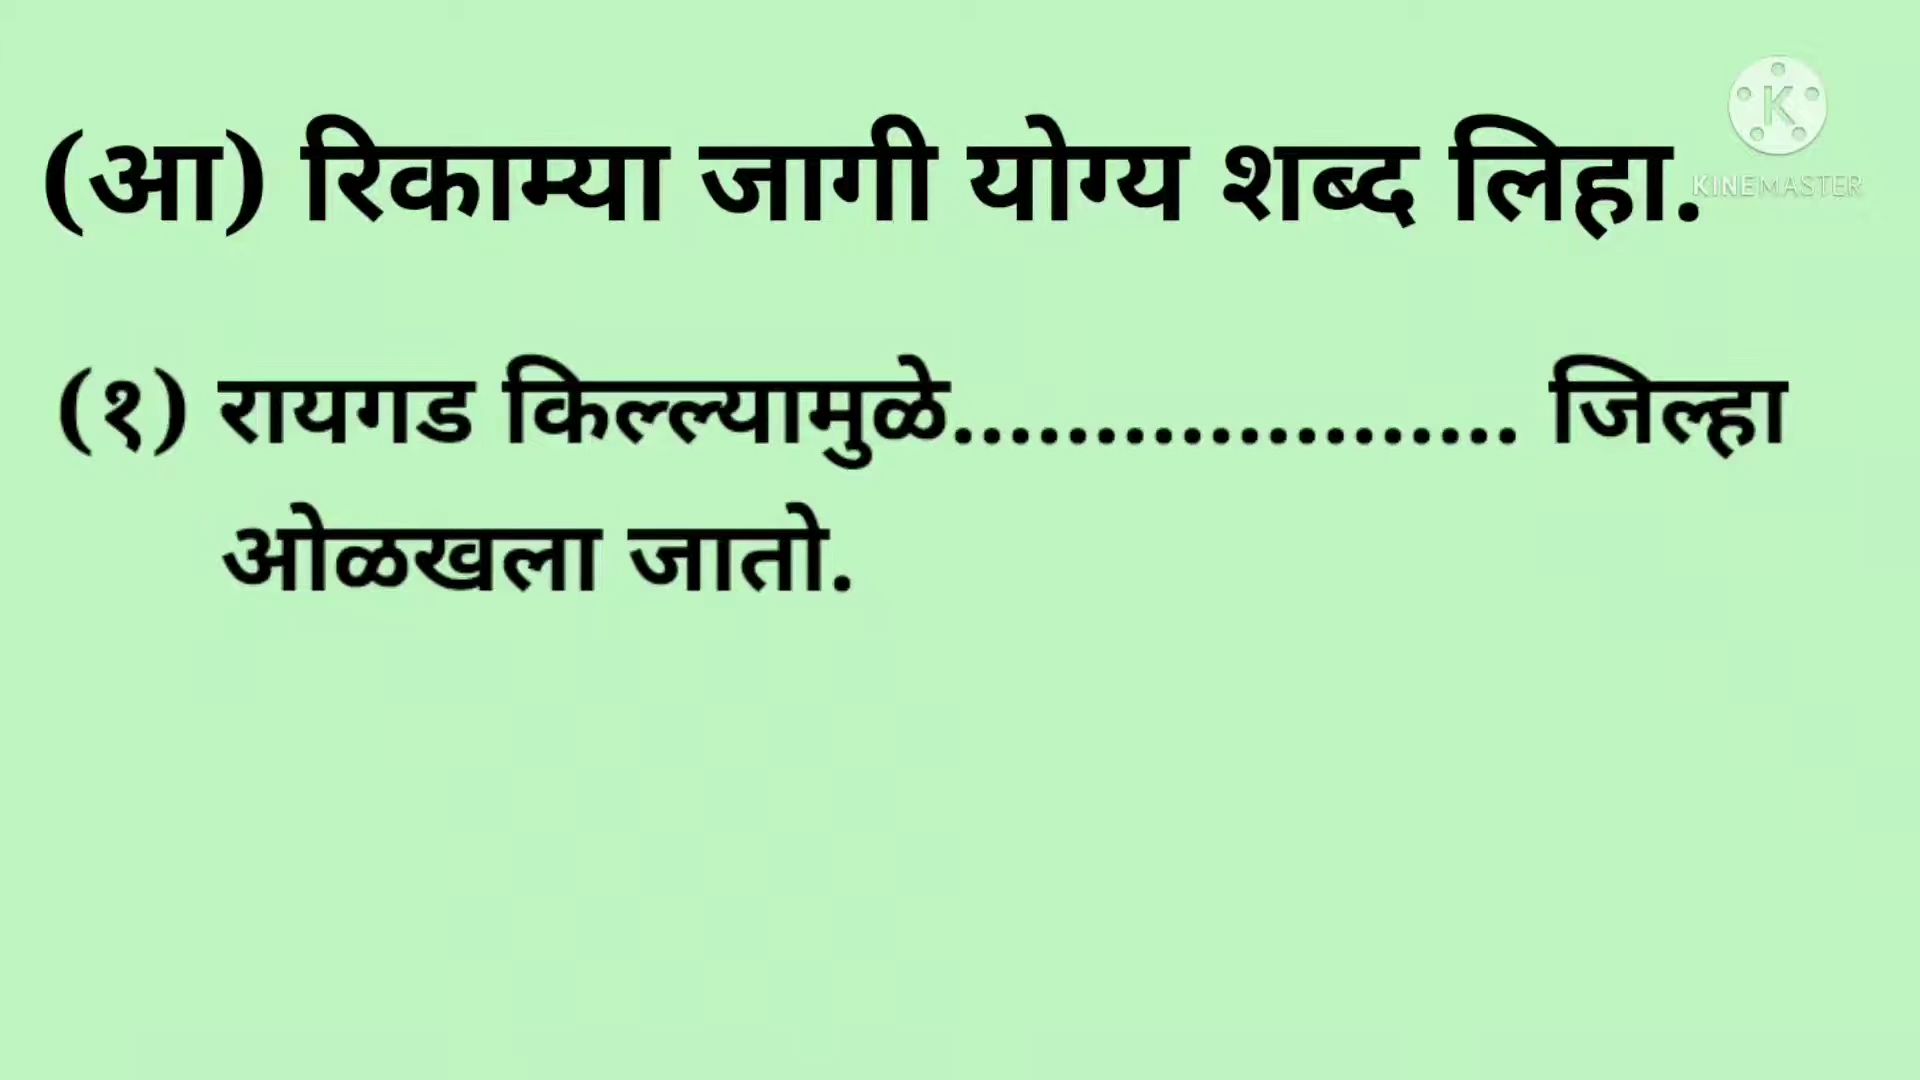 (आ) रिकाम्या जागी योग्य शब्द लिहा.
K
KINEMASTER
(१) रायगड किल्ल्यामुळे.................... जिल्हा
ओळखला जातो.